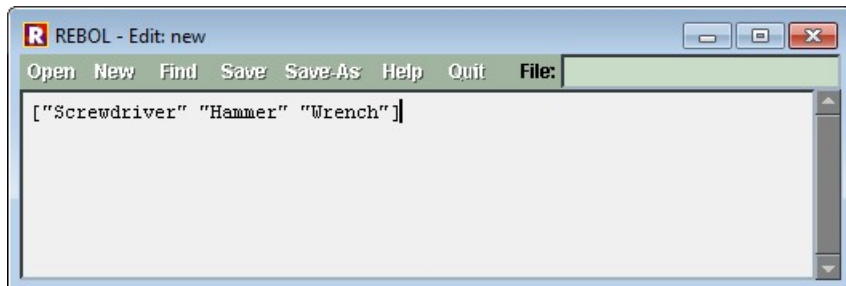 REBOL - Edit: new
Open New Find Save Save-As Help Quit File:
["Screwdriver" "Hammer" "Wrench"]